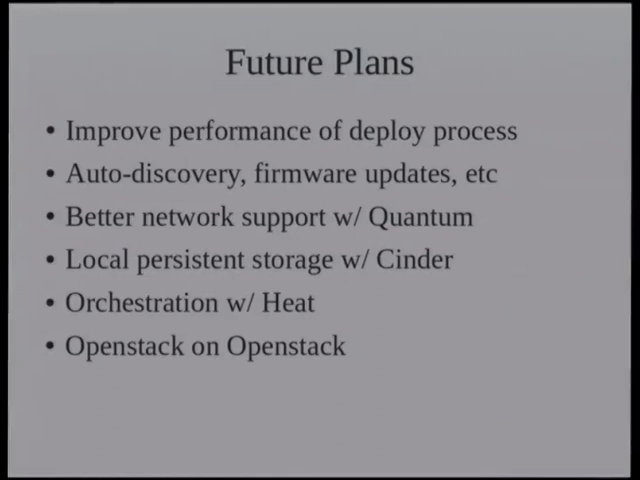 Future Plans
• Improve performance of deploy process
• Auto-discovery, firmware updates, etc
• Better network support w/ Quantum
• Local persistent storage w/ Cinder
• Orchestration w/ Heat
• Openstack on Openstack